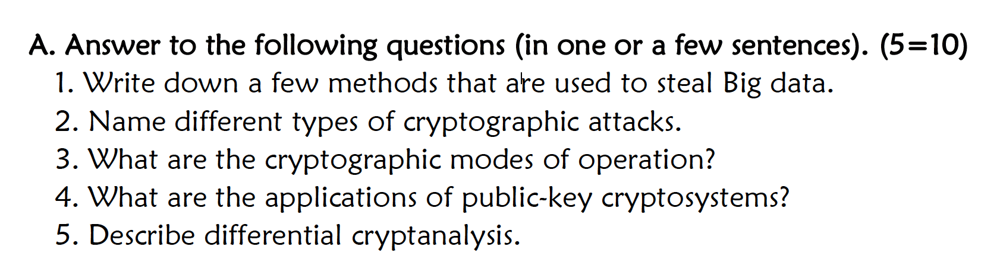 A. Answer to the following questions (in one or a few sentences). (5=10)
1. Write down a few methods that are used to steal Big data.
2. Name different types of cryptographic attacks.
3. What are the cryptographic modes of operation?
4. What are the applications of public-key cryptosystems?
5. Describe differential cryptanalysis.